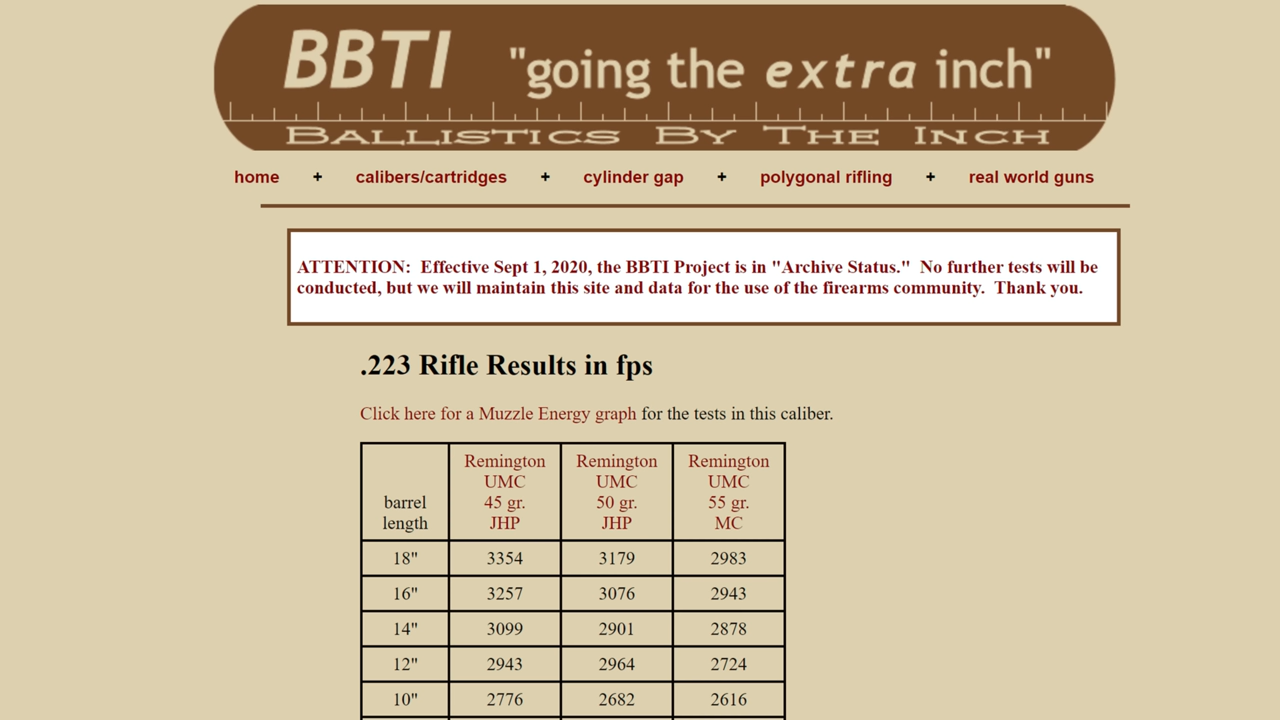 BBTI "going the extra inch"
BALLISTICS BY THE INCH
home + calibers/cartridges + cylinder gap + polygonal rifling + real world guns
ATTENTION: Effective Sept 1, 2020, the BBTI Project is in "Archive Status." No further tests will be
conducted, but we will maintain this site and data for the use of the firearms community. Thank you.
.223 Rifle Results in fps
Click here for a Muzzle Energy graph for the tests in this caliber.
barrel
length
Remington
UMC
45 gr.
JHP
Remington
UMC
50 gr.
JHP
Remington
UMC
55 gr.
MC
18" 3354 3179 2983
16" 3257 3076 2943
14" 3099 2901 2878
12" 2943 2964 2724
10" 2776 2682 2616